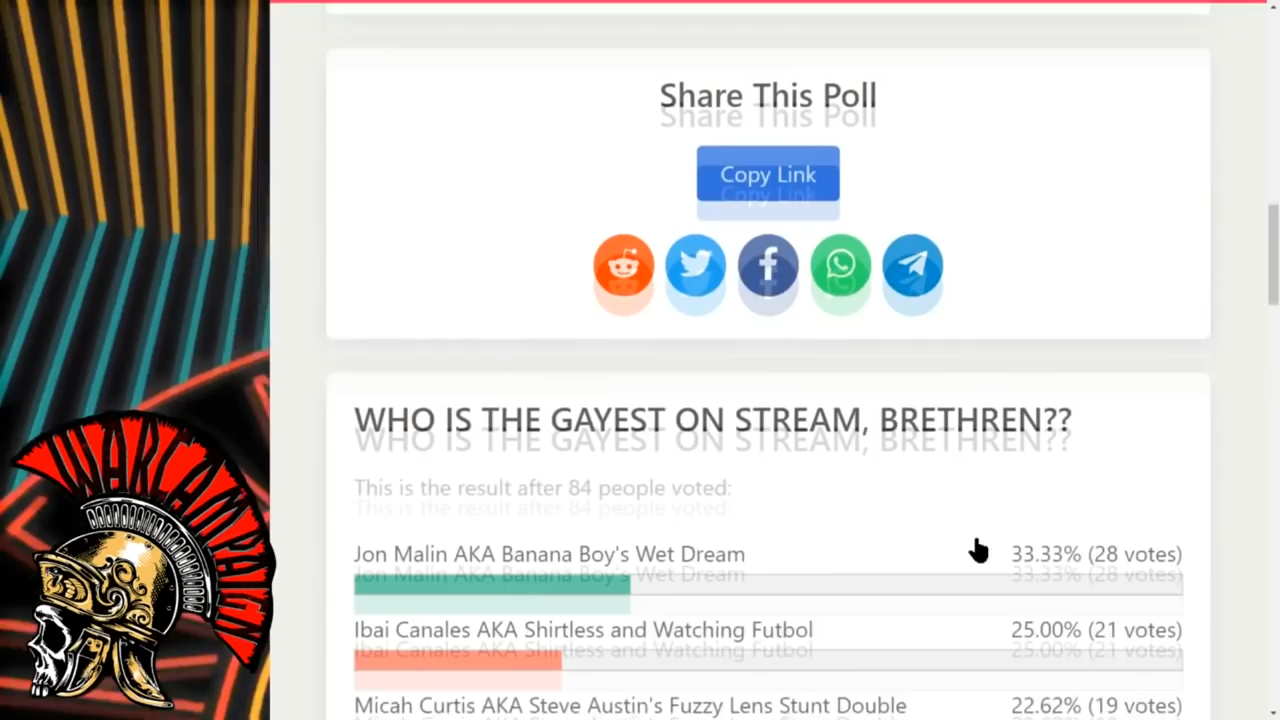 Share This Poll
Copy Link
WHO IS THE GAYEST ON STREAM, BRETHREN??
This is the result after 84 people voted:
Jon Malin AKA Banana Boy's Wet Dream 33.33% (28 votes)
Ibai Canales AKA Shirtless and Watching Futbol 25.00% (21 votes)
Micah Curtis AKA Steve Austin's Fuzzy Lens Stunt Double 22.62% (19 votes)
WARCAMPAIGN